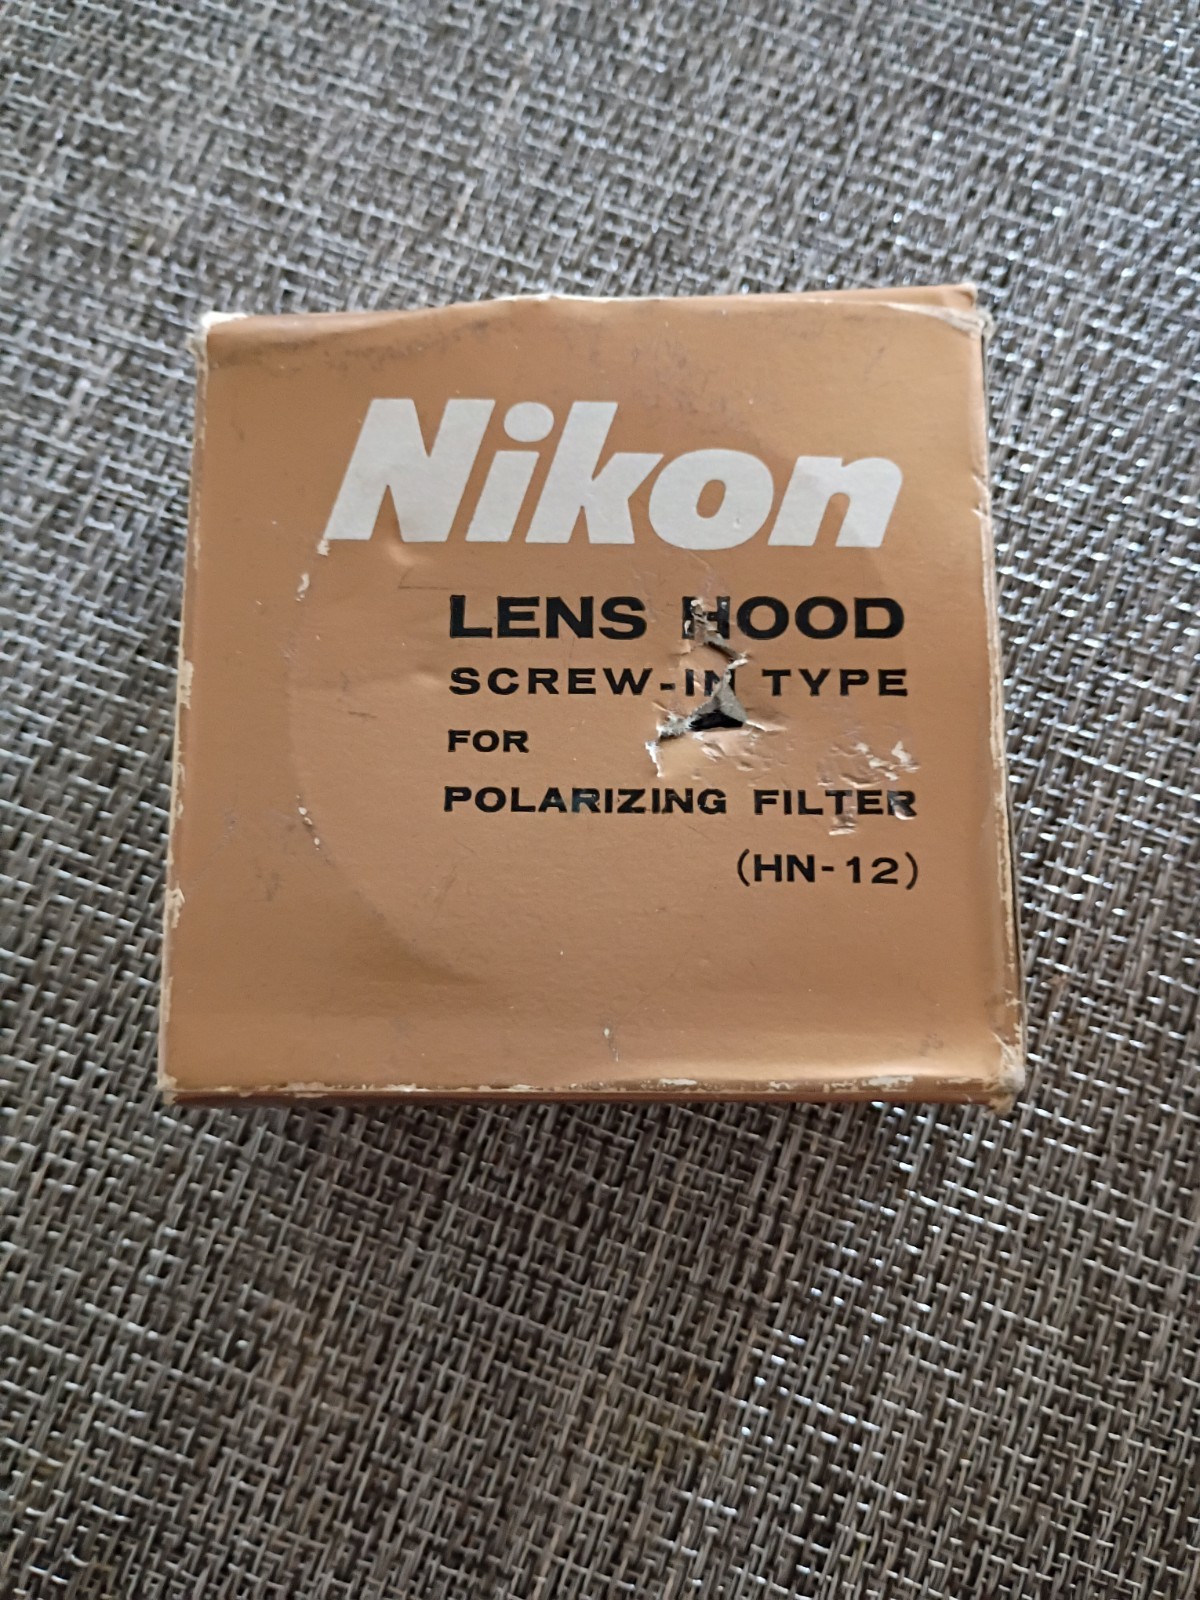 Nikon
LENS HOOD
SCREW-IN TYPE
FOR
POLARIZING FILTER
(HN-12)